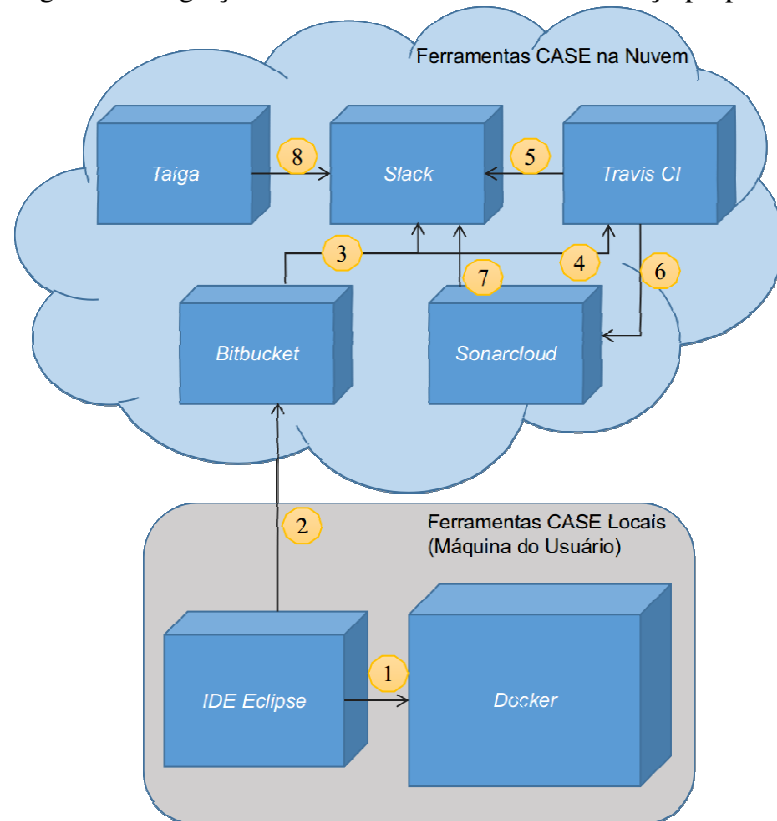 Ferramentas CASE na Nuvem
Taiga
8
Slack
5
Travis CI
3
4
7
6
Bitbucket
Sonarcloud
2
Ferramentas CASE Locais
(Máquina do Usuário)
IDE Eclipse
1
Docker